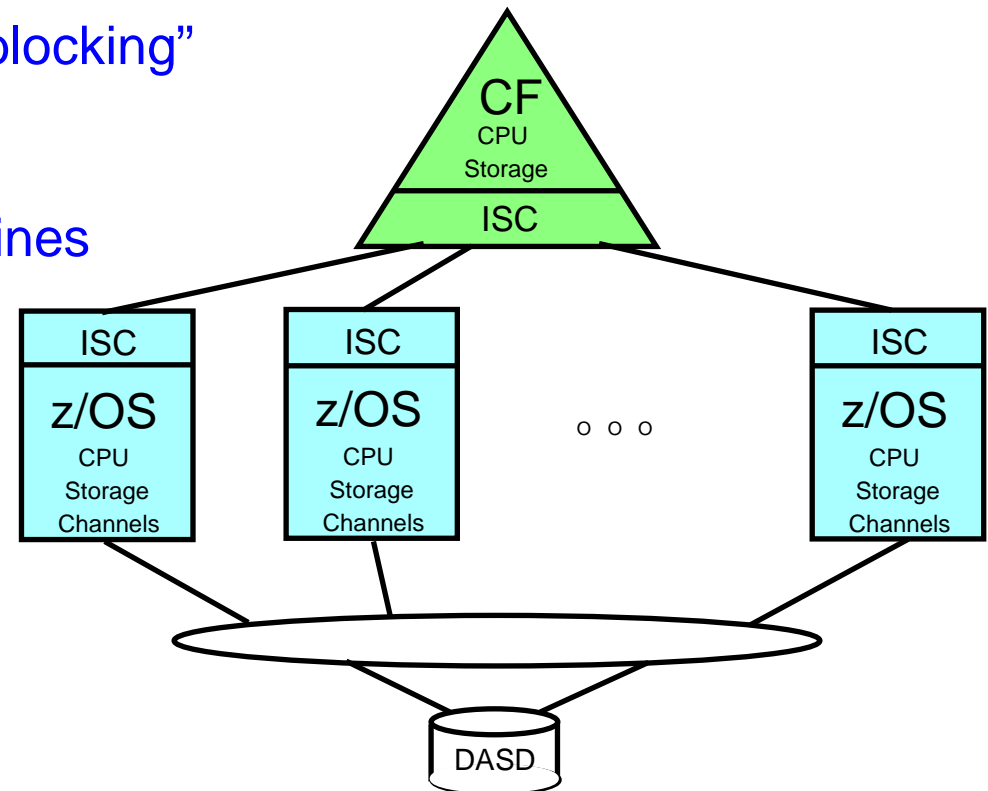 locking”
CF
CPU
Storage
ISC
ines
ISC ISC ISC
z/OS z/OS o o o z/OS
CPU CPU CPU
Storage Storage Storage
Channels Channels Channels
DASD